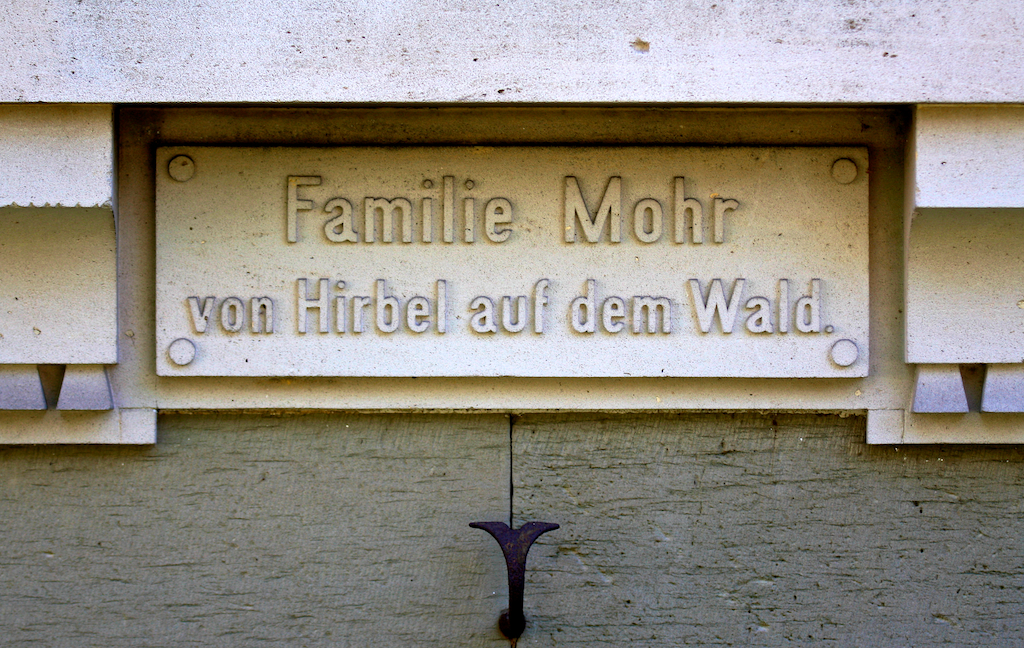 Familie Mohr
von Hirbel auf dem Wald.